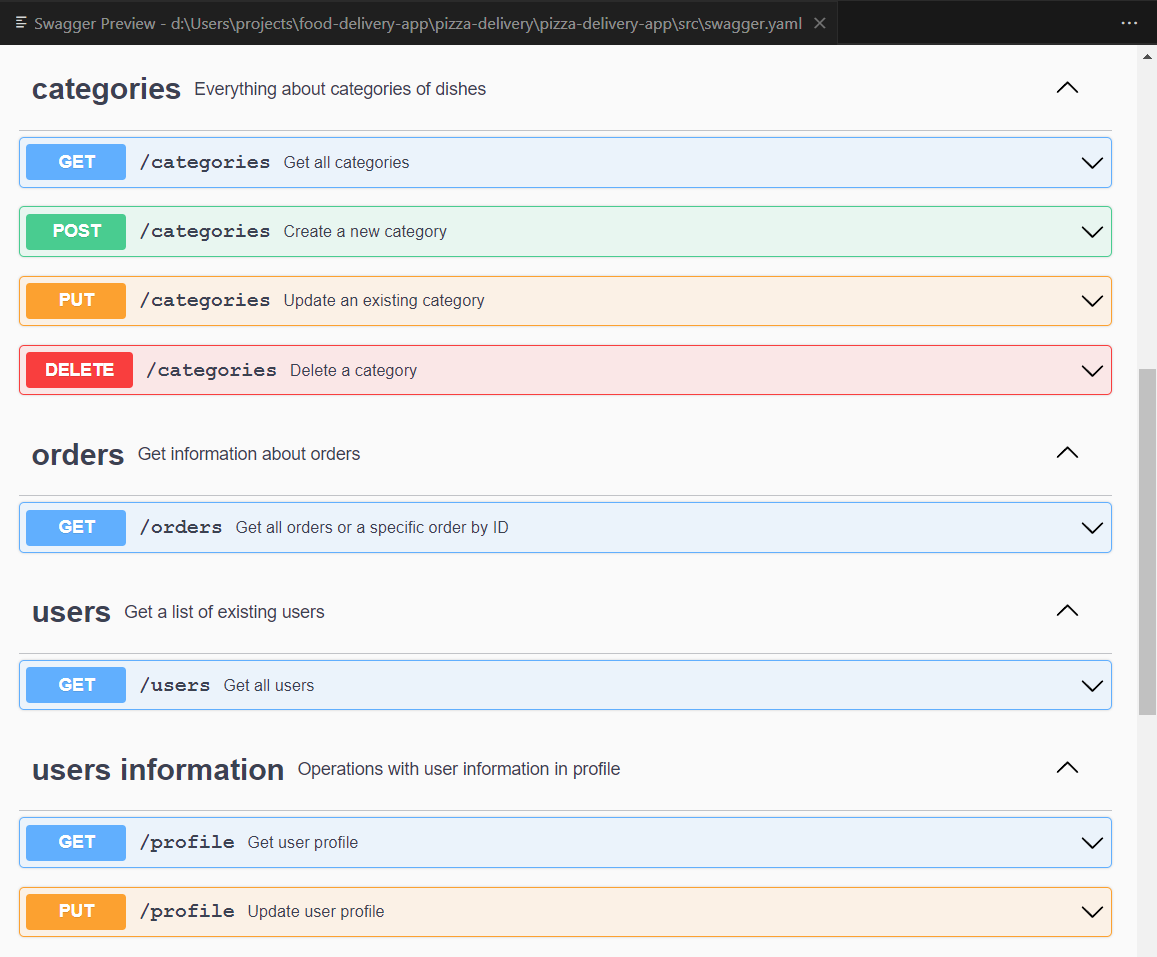 Swagger Preview - d:\Users\projects\food-delivery-app\pizza-delivery\pizza-delivery-app\src\swagger.yaml
categories Everything about categories of dishes
GET /categories Get all categories
POST /categories Create a new category
PUT /categories Update an existing category
DELETE /categories Delete a category
orders Get information about orders
GET /orders Get all orders or a specific order by ID
users Get a list of existing users
GET /users Get all users
users information Operations with user information in profile
GET /profile Get user profile
PUT /profile Update user profile